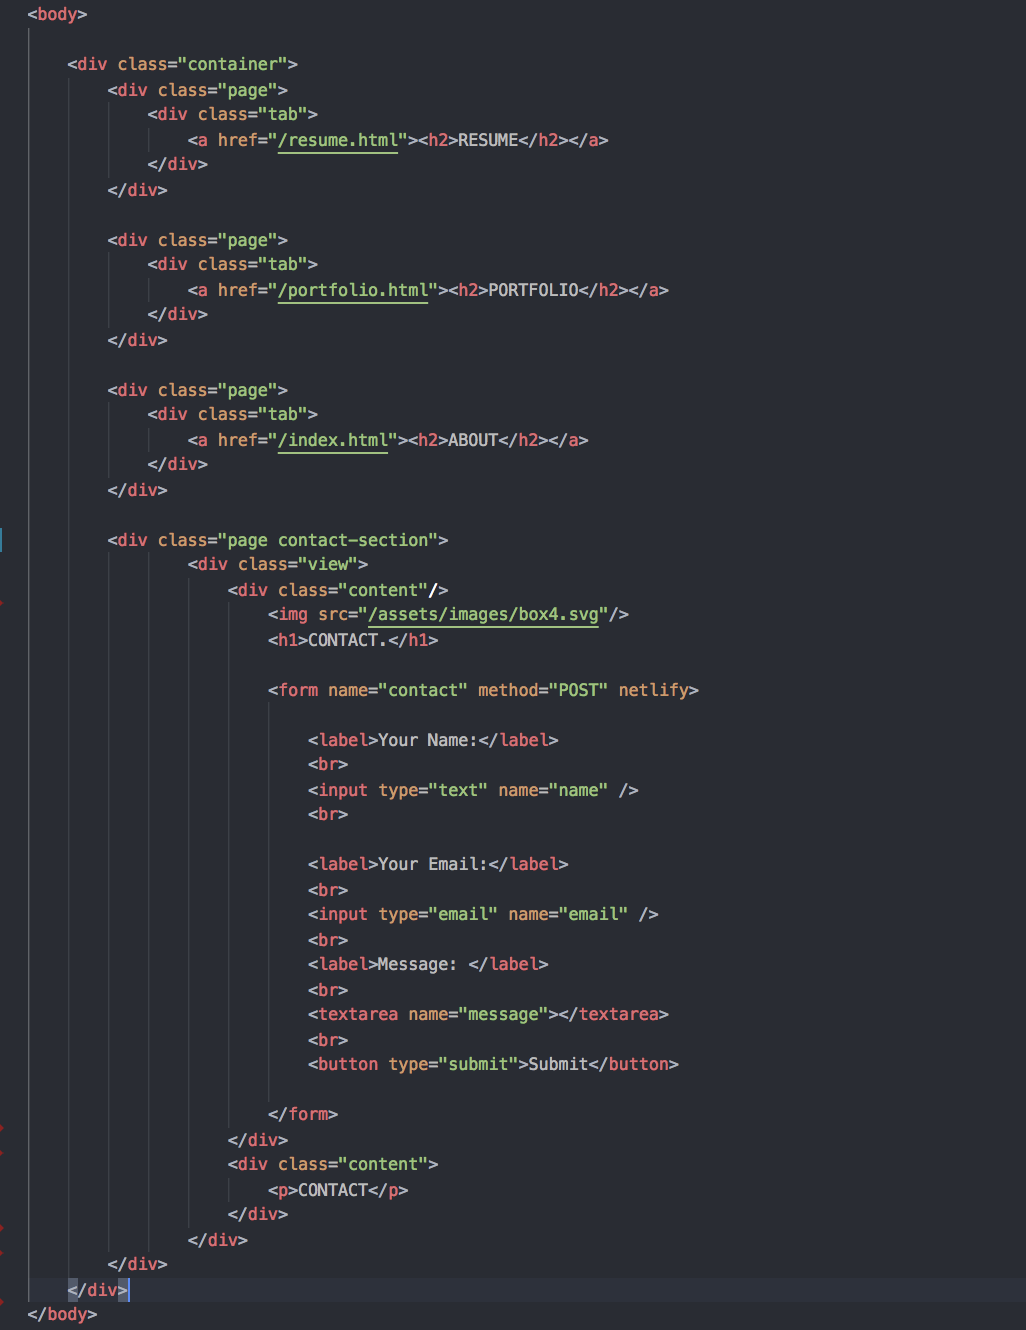 <body>
<div class="container">
<div class="page">
<div class="tab">
<a href="/resume.html"><h2>RESUME</h2></a>
</div>
</div>
<div class="page">
<div class="tab">
<a href="/portfolio.html"><h2>PORTFOLIO</h2></a>
</div>
</div>
<div class="page">
<div class="tab">
<a href="/index.html"><h2>ABOUT</h2></a>
</div>
</div>
<div class="page contact-section">
<div class="view">
<div class="content"/>
<img src="/assets/images/box4.svg"/>
<h1>CONTACT.</h1>
<form name="contact" method="POST" netlify>
<label>Your Name:</label>
<br>
<input type="text" name="name" />
<br>
<label>Your Email:</label>
<br>
<input type="email" name="email" />
<br>
<label>Message: </label>
<br>
<textarea name="message"></textarea>
<br>
<button type="submit">Submit</button>
</form>
</div>
<div class="content">
<p>CONTACT</p>
</div>
</div>
</div>
</div>
</body>